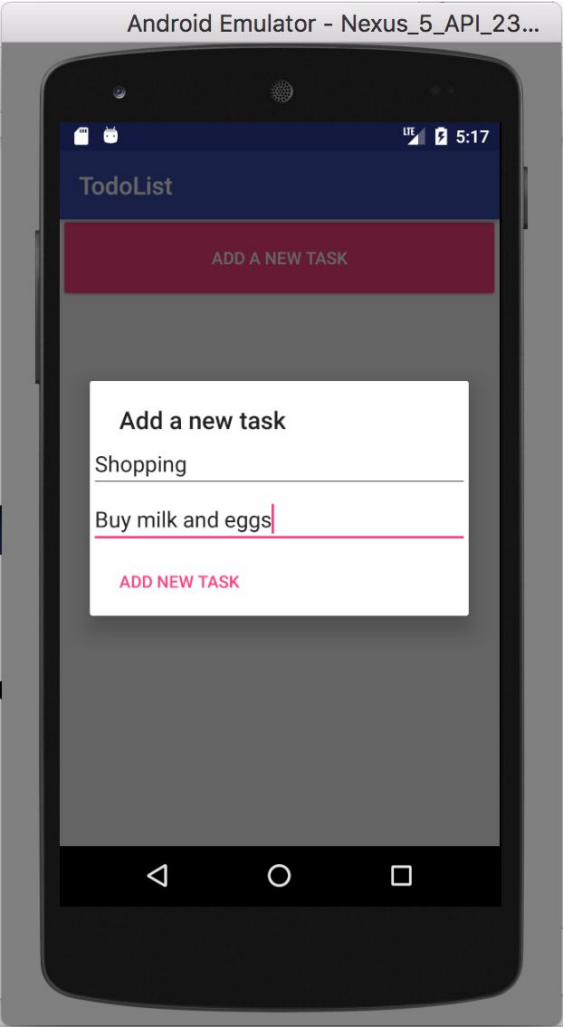 Android Emulator - Nexus_5_API_23...
LTE 5:17
TodoList
ADD A NEW TASK
Add a new task
Shopping
Buy milk and eggs
ADD NEW TASK